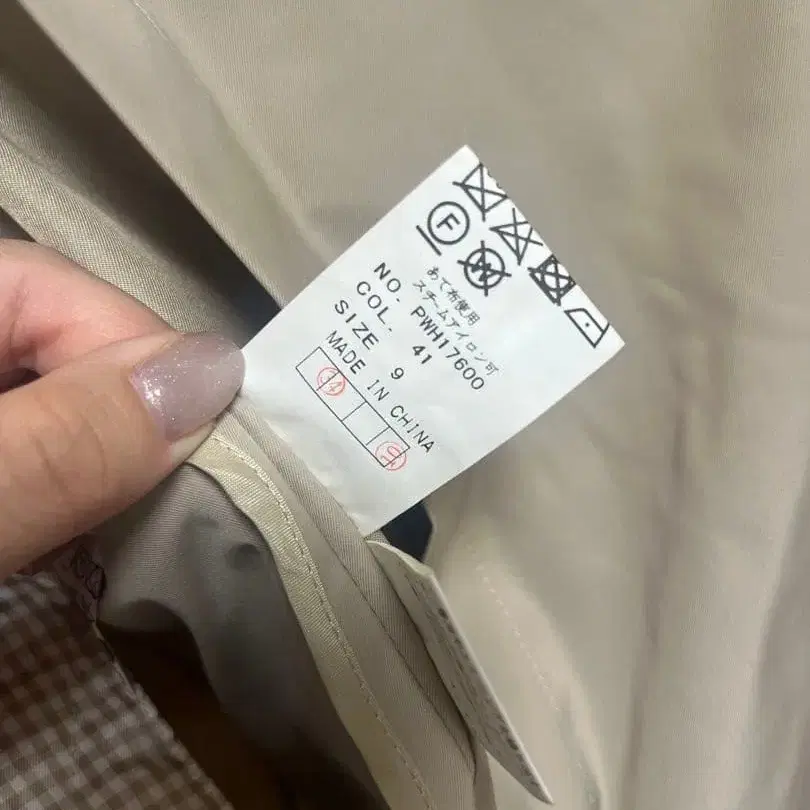 F
W
あて布使用
スチームアイロン可
NO. PWH17600
COL. 41
SIZE 9
MADE IN CHINA
34